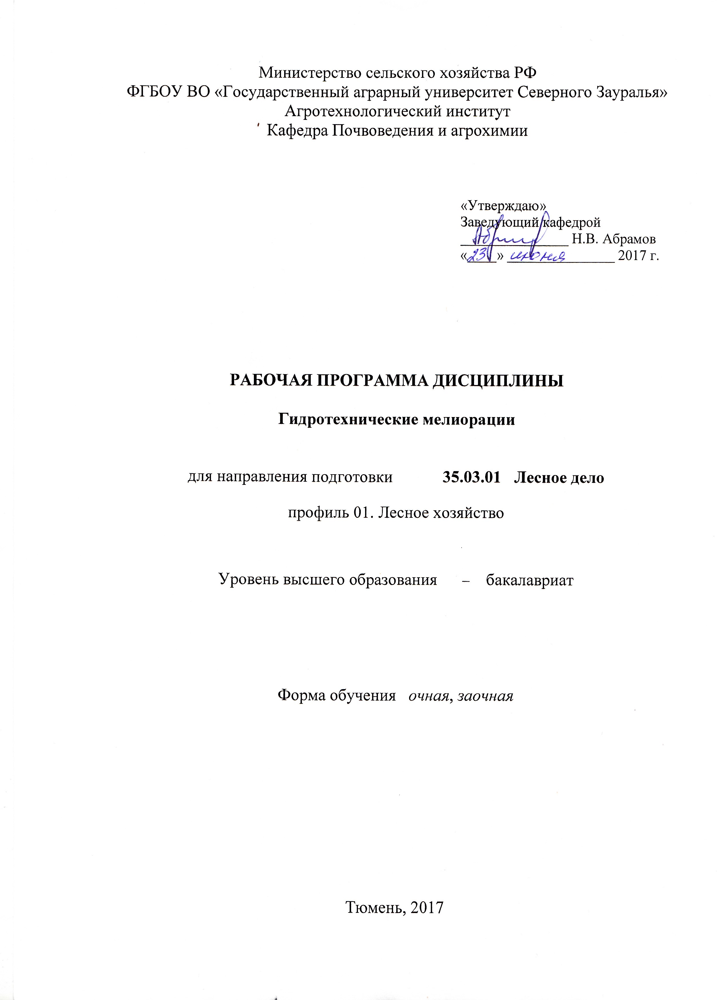 Министерство сельского хозяйства РФ
ФГБОУ ВО «Государственный аграрный университет Северного Зауралья»
Агротехнологический институт
Кафедра Почвоведения и агрохимии
«Утверждаю»
Заведующий кафедрой
Н.В. Абрамов
«23» июня 2017 г.
РАБОЧАЯ ПРОГРАММА ДИСЦИПЛИНЫ
Гидротехнические мелиорации
для направления подготовки 35.03.01 Лесное дело
профиль 01. Лесное хозяйство
Уровень высшего образования – бакалавриат
Форма обучения очная, заочная
Тюмень, 2017